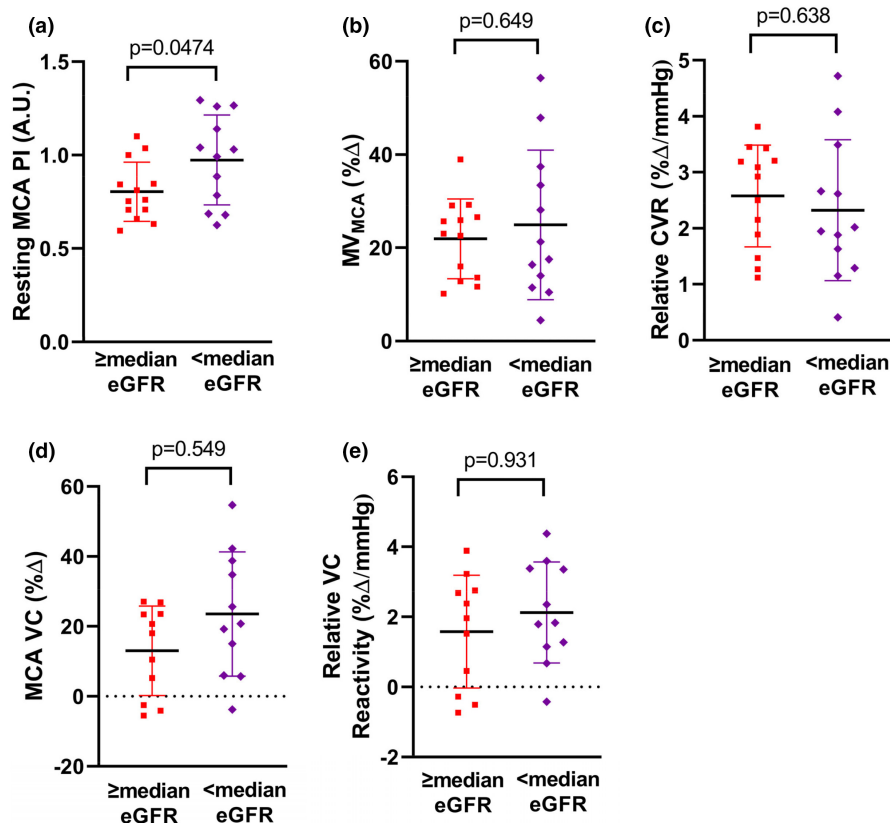 (a)
p=0.0474
Resting MCA PI (A.U.)
1.5
1.0
0.5
0.0
≥median
eGFR
<median
eGFR
(b)
p=0.649
MV_MCA (%Δ)
60
40
20
0
≥median
eGFR
<median
eGFR
(c)
p=0.638
Relative CVR (%Δ/mmHg)
5
4
3
2
1
0
≥median
eGFR
<median
eGFR
(d)
p=0.549
MCA VC (%Δ)
60
40
20
0
-20
≥median
eGFR
<median
eGFR
(e)
p=0.931
Relative VC
Reactivity (%Δ/mmHg)
6
4
2
0
-2
≥median
eGFR
<median
eGFR